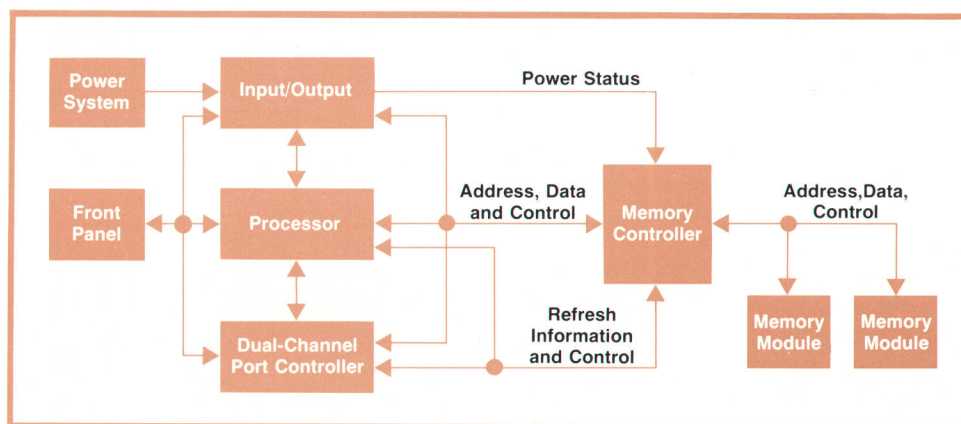 Power
System
Input/Output
Power Status
Front
Panel
Processor
Address, Data
and Control
Memory
Controller
Address,Data,
Control
Dual-Channel
Port Controller
Refresh
Information
and Control
Memory
Module
Memory
Module